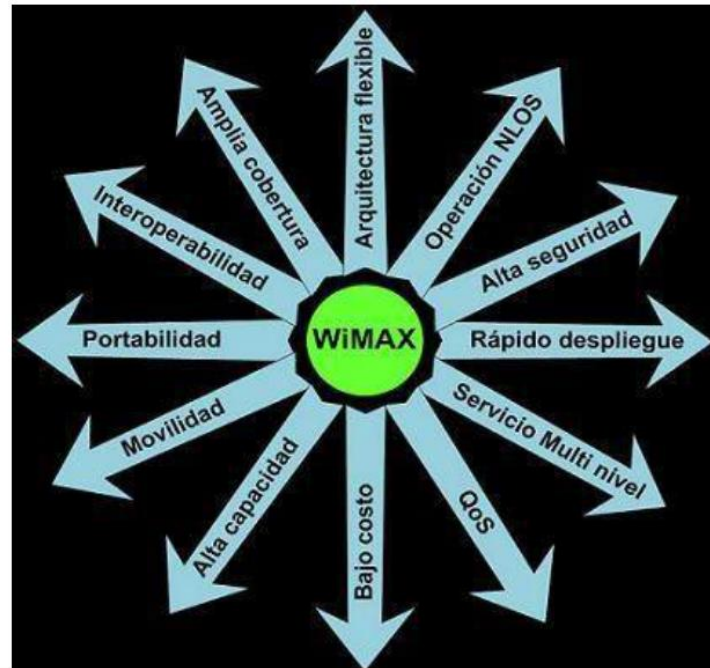 Arquitectura flexible
Operación NLOS
Alta seguridad
Rápido despliegue
Servicio Multi nivel
QoS
Bajo costo
Alta capacidad
Movilidad
Portabilidad
Interoperabilidad
Amplia cobertura
WiMAX